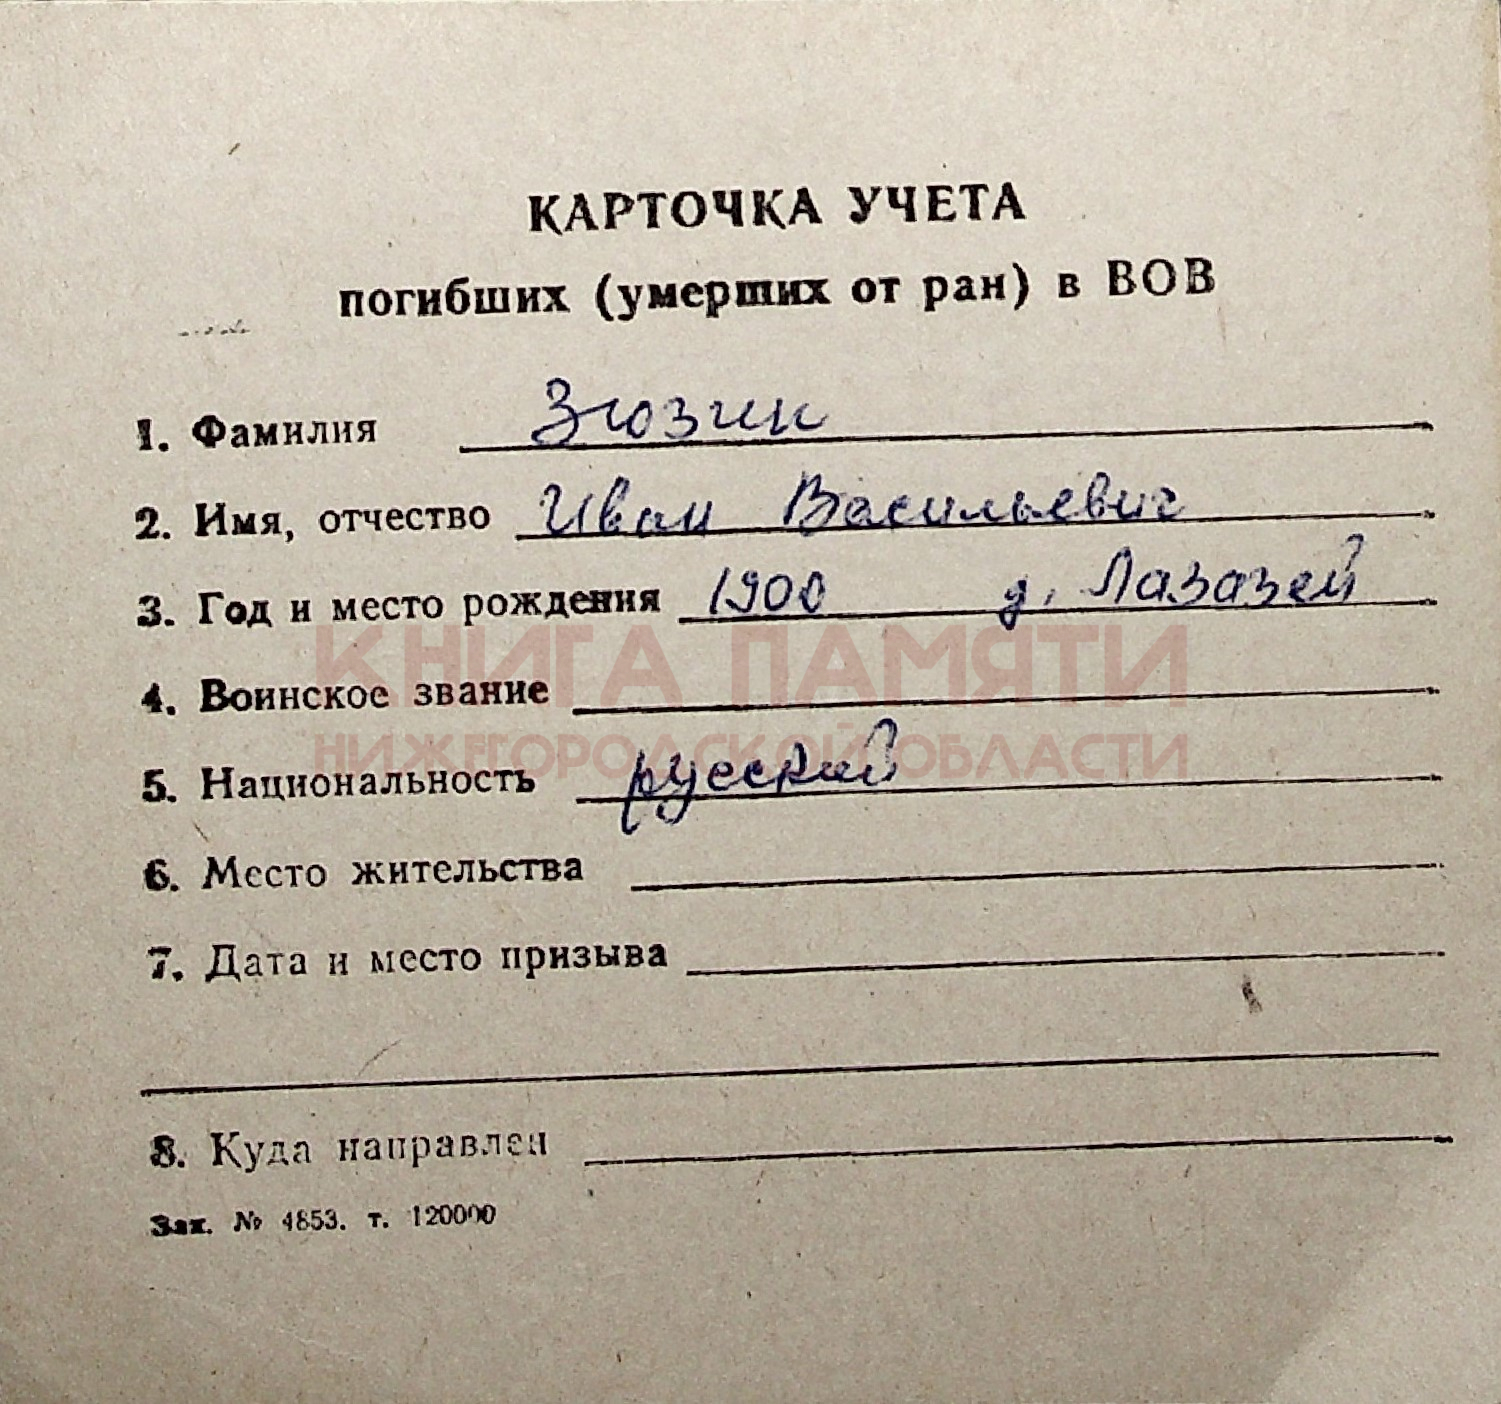 КАРТОЧКА УЧЕТА
погибших (умерших от ран) в ВОВ
1. Фамилия Зюзин
2. Имя, отчество Иван Васильевич
3. Год и место рождения 1900 д. Лазазей
КНИГА ПАМЯТИ
4. Воинское звание
НИЖЕГОРОДСКОЙ ОБЛАСТИ
5. Национальность русский
6. Место жительства
7. Дата и место призыва
8. Куда направлен
Зак. № 4853. т. 120000